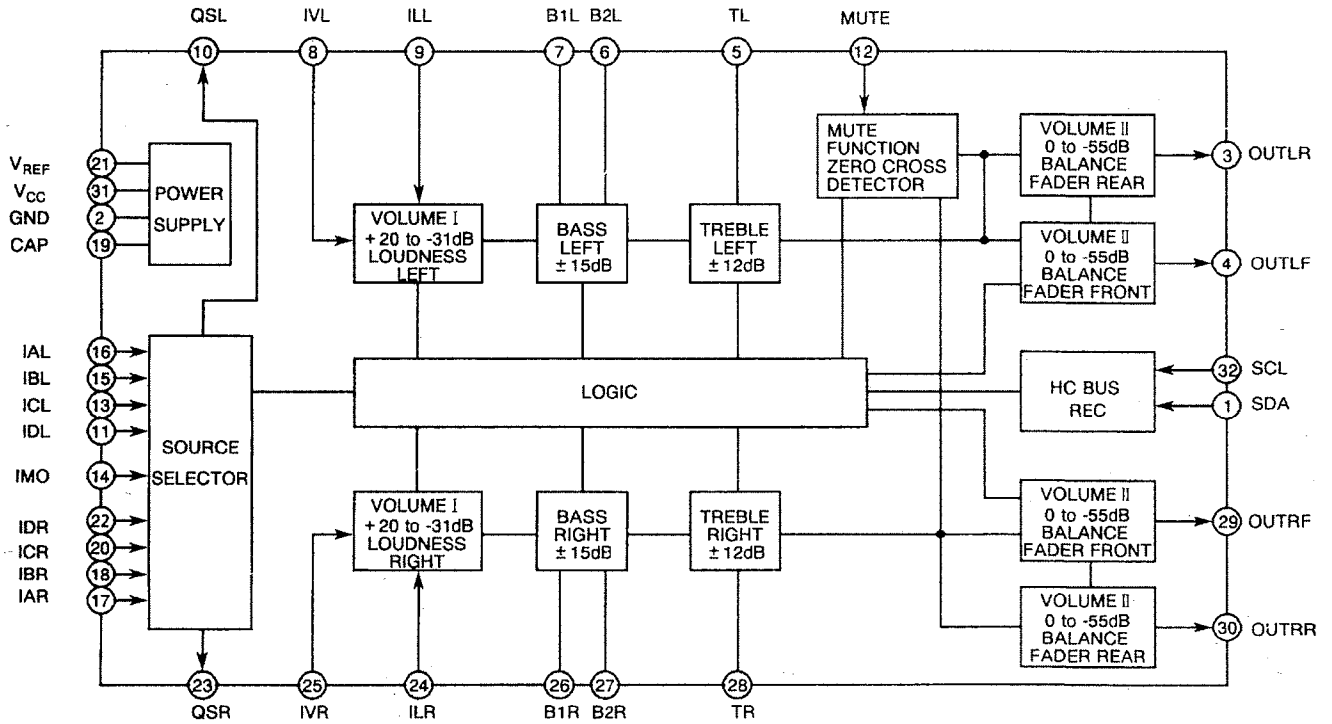 QSL
IVL
ILL
B1L
B2L
TL
MUTE
10
8
9
7
6
5
12
VREF
21
VCC
31
GND
2
CAP
19
POWER
SUPPLY
VOLUME I
+20 to -31dB
LOUDNESS
LEFT
BASS
LEFT
±15dB
TREBLE
LEFT
±12dB
MUTE
FUNCTION
ZERO CROSS
DETECTOR
VOLUME II
0 to -55dB
BALANCE
FADER REAR
3
OUTLR
VOLUME II
0 to -55dB
BALANCE
FADER FRONT
4
OUTLF
IAL
16
IBL
15
ICL
13
IDL
11
IMO
14
IDR
22
ICR
20
IBR
18
IAR
17
SOURCE
SELECTOR
LOGIC
HC BUS
REC
32
SCL
1
SDA
VOLUME I
+20 to -31dB
LOUDNESS
RIGHT
BASS
RIGHT
±15dB
TREBLE
RIGHT
±12dB
VOLUME II
0 to -55dB
BALANCE
FADER FRONT
29
OUTRF
VOLUME II
0 to -55dB
BALANCE
FADER REAR
30
OUTRR
23
25
24
26
27
28
QSR
IVR
ILR
B1R
B2R
TR